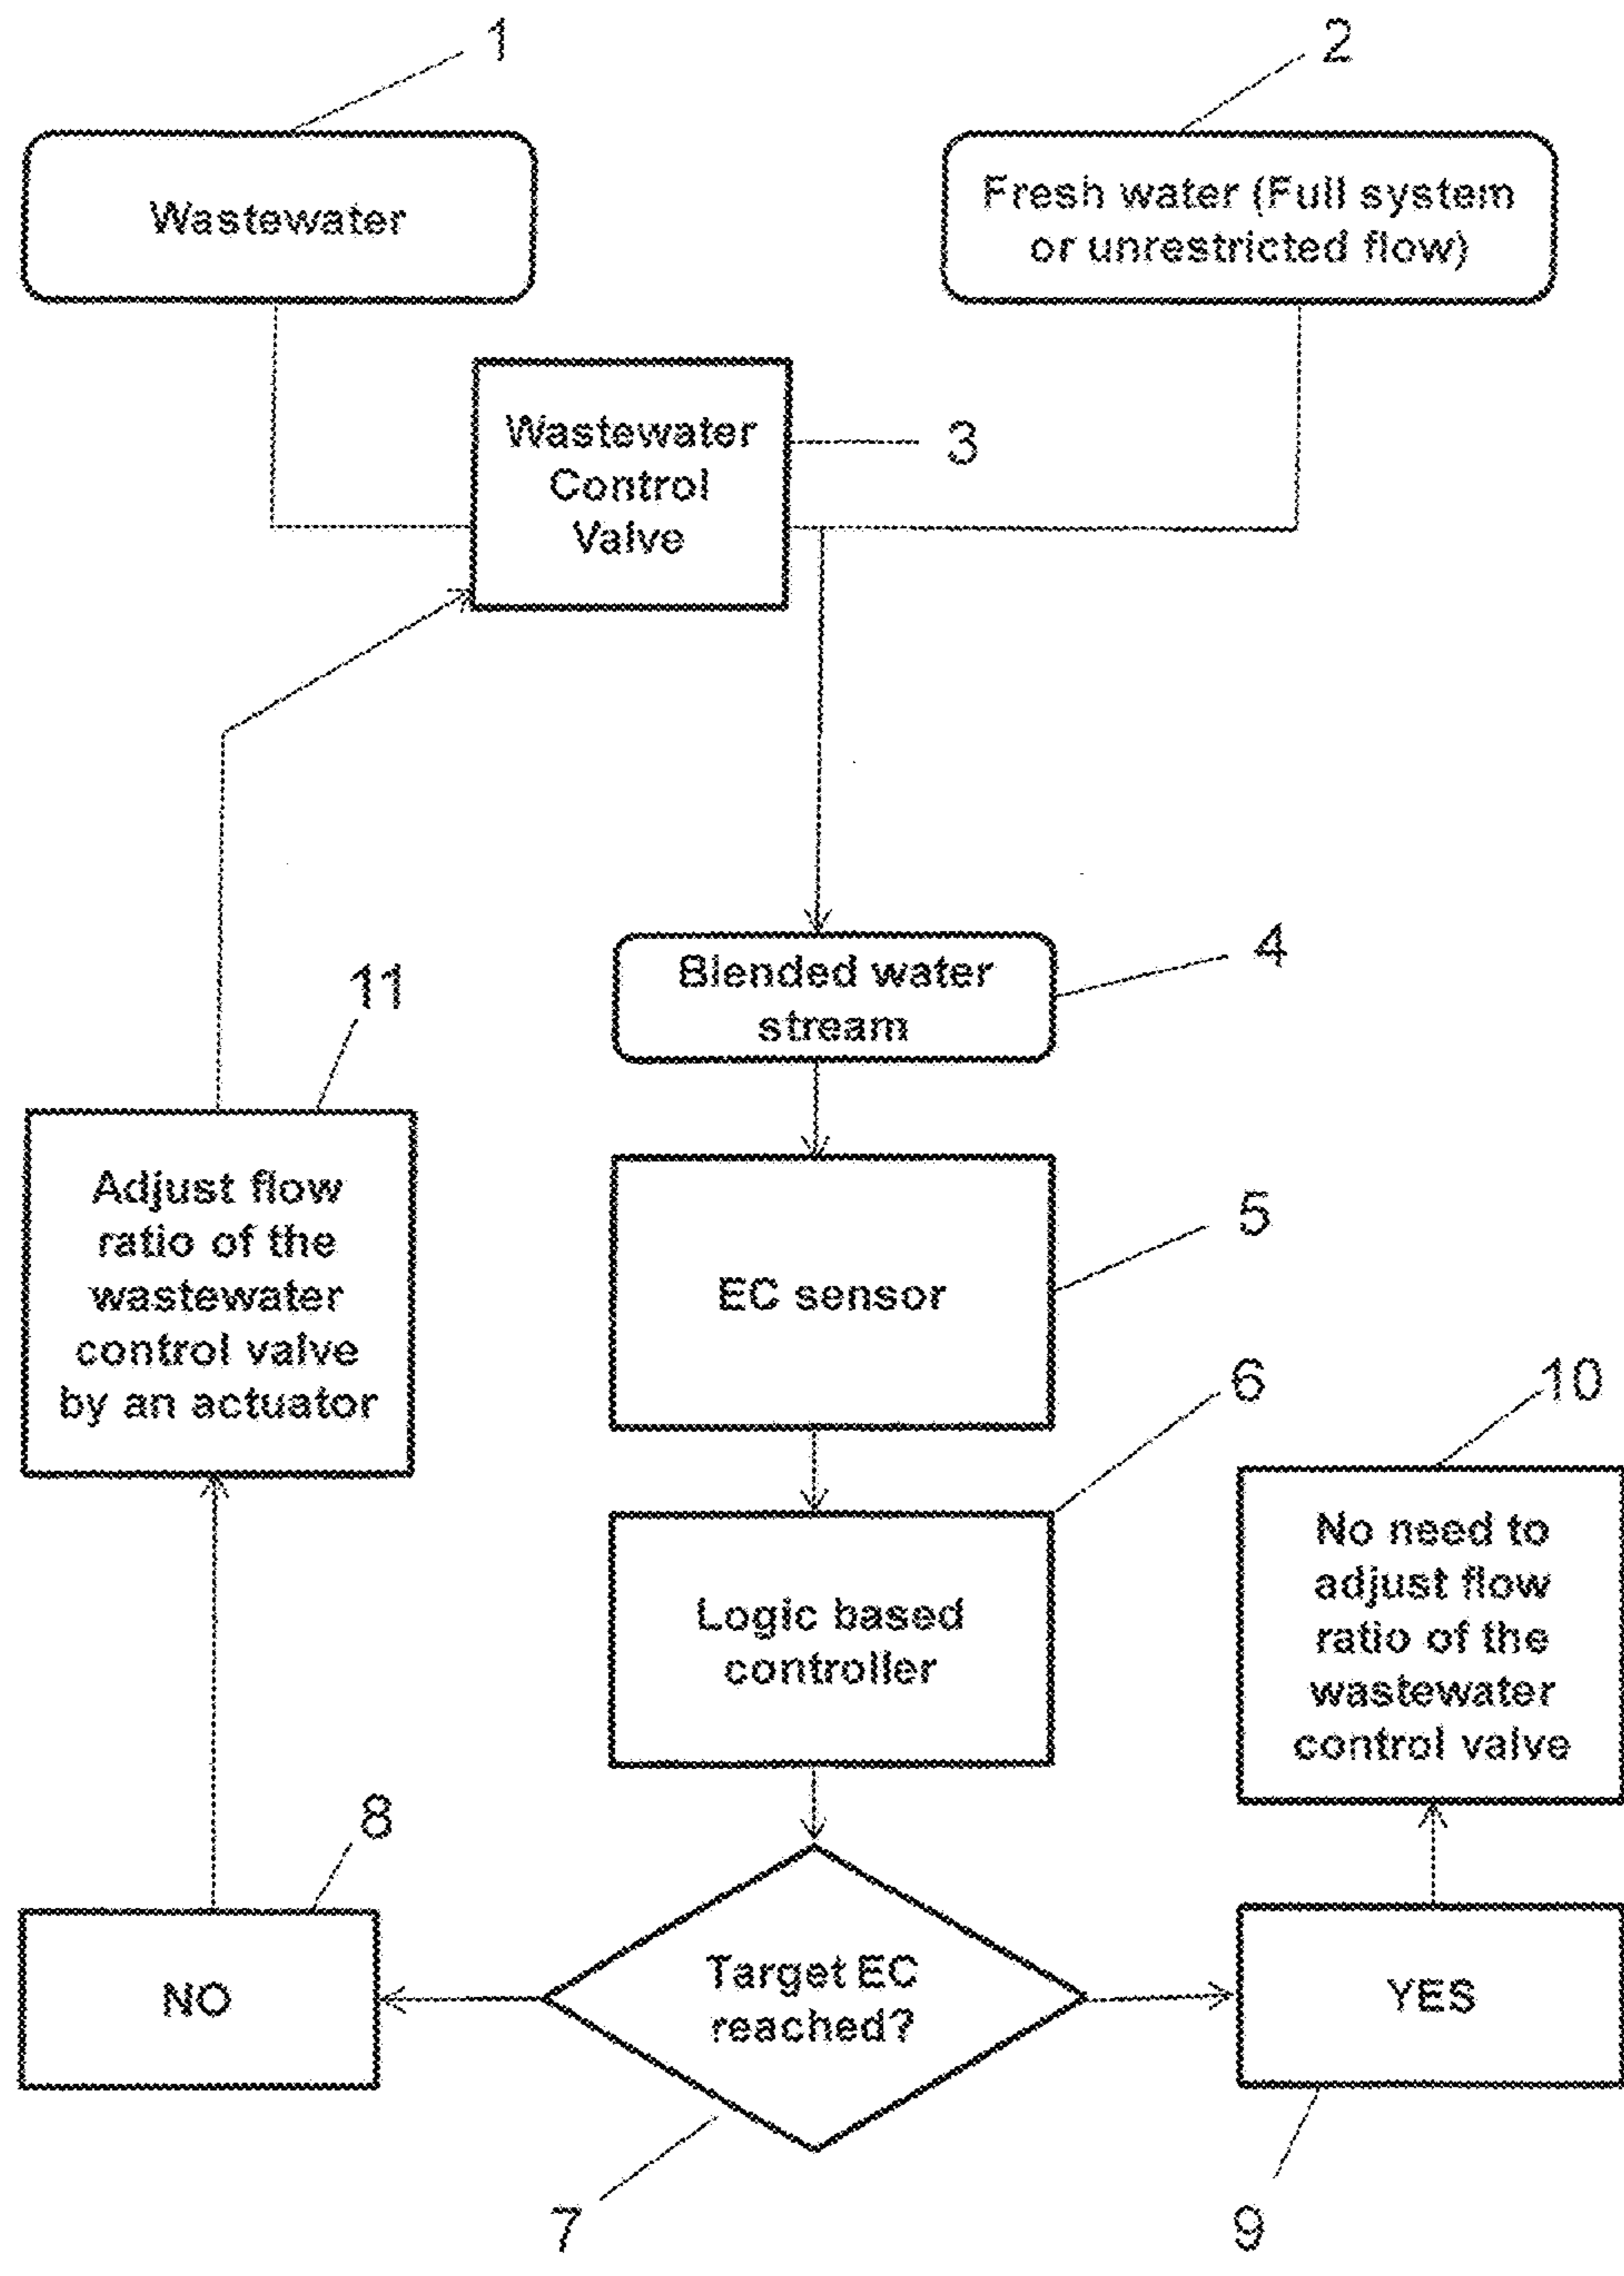 1
2
Wastewater
Fresh water (Full system
or unrestricted flow)
Wastewater
Control
Valve
3
Blended water
stream
4
11
Adjust flow
ratio of the
wastewater
control valve
by an actuator
EC sensor
5
6
10
Logic based
controller
No need to
adjust flow
ratio of the
wastewater
control valve
8
NO
Target EC
reached?
YES
7
9